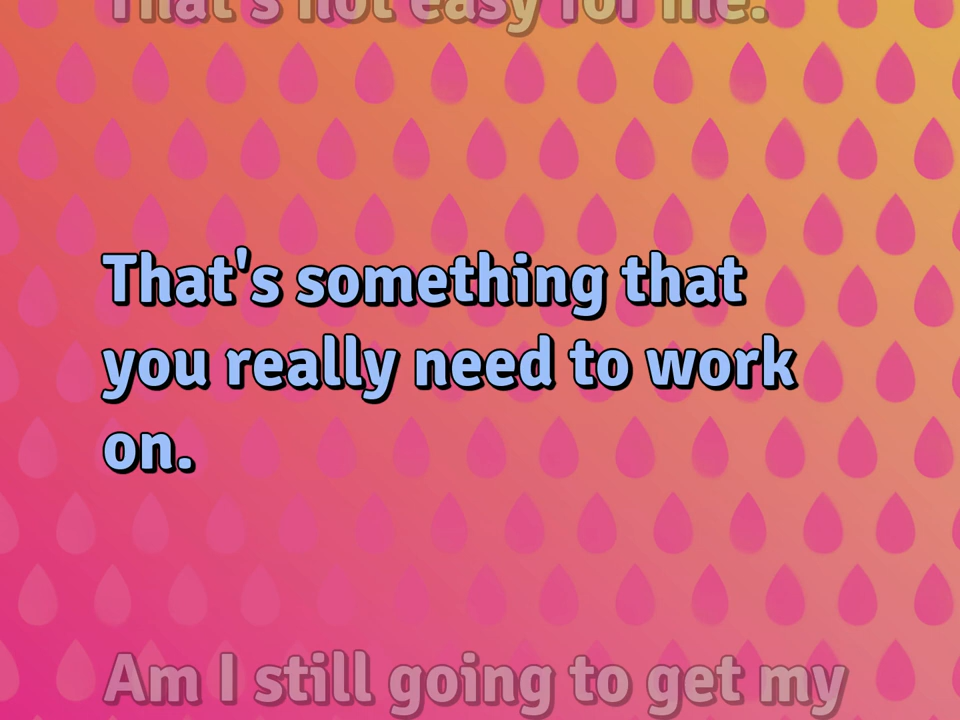 That's not easy for me.
That's something that
you really need to work
on.
Am I still going to get my